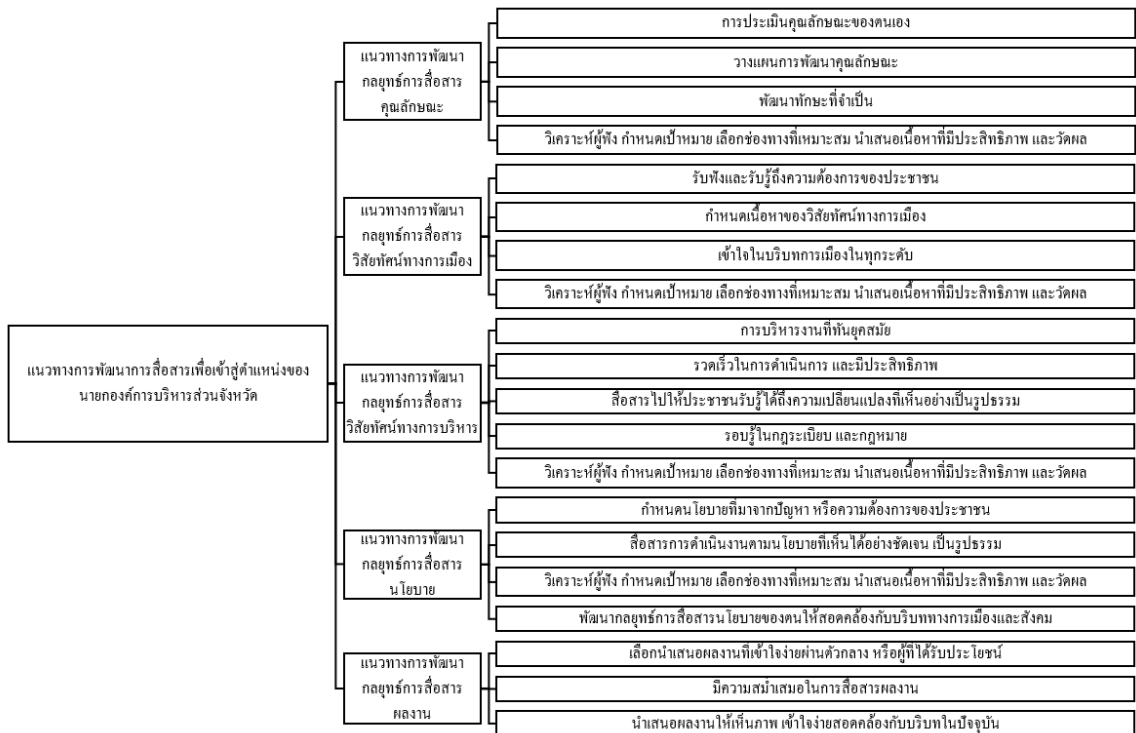 แนวทางการพัฒนาการสื่อสารเพื่อเข้าสู่ตำแหน่งของ
นายกองค์การบริหารส่วนจังหวัด
แนวทางการพัฒนา
กลยุทธ์การสื่อสาร
คุณลักษณะ
การประเมินคุณลักษณะของตนเอง
วางแผนการพัฒนาคุณลักษณะ
พัฒนาทักษะที่จำเป็น
วิเคราะห์ผู้ฟัง กำหนดเป้าหมาย เลือกช่องทางที่เหมาะสม นำเสนอเนื้อหาที่มีประสิทธิภาพ และวัดผล
แนวทางการพัฒนา
กลยุทธ์การสื่อสาร
วิสัยทัศน์ทางการเมือง
รับฟังและรับรู้ถึงความต้องการของประชาชน
กำหนดเนื้อหาของวิสัยทัศน์ทางการเมือง
เข้าใจในบริบทการเมืองในทุกระดับ
วิเคราะห์ผู้ฟัง กำหนดเป้าหมาย เลือกช่องทางที่เหมาะสม นำเสนอเนื้อหาที่มีประสิทธิภาพ และวัดผล
แนวทางการพัฒนา
กลยุทธ์การสื่อสาร
วิสัยทัศน์ทางการบริหาร
การบริหารงานที่ทันยุคสมัย
รวดเร็วในการดำเนินการ และมีประสิทธิภาพ
สื่อสารไปให้ประชาชนรับรู้ได้ถึงความเปลี่ยนแปลงที่เห็นอย่างเป็นรูปธรรม
รอบรู้ในกฎระเบียบ และกฎหมาย
วิเคราะห์ผู้ฟัง กำหนดเป้าหมาย เลือกช่องทางที่เหมาะสม นำเสนอเนื้อหาที่มีประสิทธิภาพ และวัดผล
แนวทางการพัฒนา
กลยุทธ์การสื่อสาร
นโยบาย
กำหนดนโยบายที่มาจากปัญหา หรือความต้องการของประชาชน
สื่อสารการดำเนินงานตามนโยบายที่เห็นได้อย่างชัดเจน เป็นรูปธรรม
วิเคราะห์ผู้ฟัง กำหนดเป้าหมาย เลือกช่องทางที่เหมาะสม นำเสนอเนื้อหาที่มีประสิทธิภาพ และวัดผล
พัฒนากลยุทธ์การสื่อสารนโยบายของตนให้สอดคล้องกับบริบททางการเมืองและสังคม
แนวทางการพัฒนา
กลยุทธ์การสื่อสาร
ผลงาน
เลือกนำเสนอผลงานที่เข้าใจง่ายผ่านตัวกลาง หรือผู้ที่ได้รับประโยชน์
มีความสม่ำเสมอในการสื่อสารผลงาน
นำเสนอผลงานให้เห็นภาพ เข้าใจง่ายสอดคล้องกับบริบทในปัจจุบัน